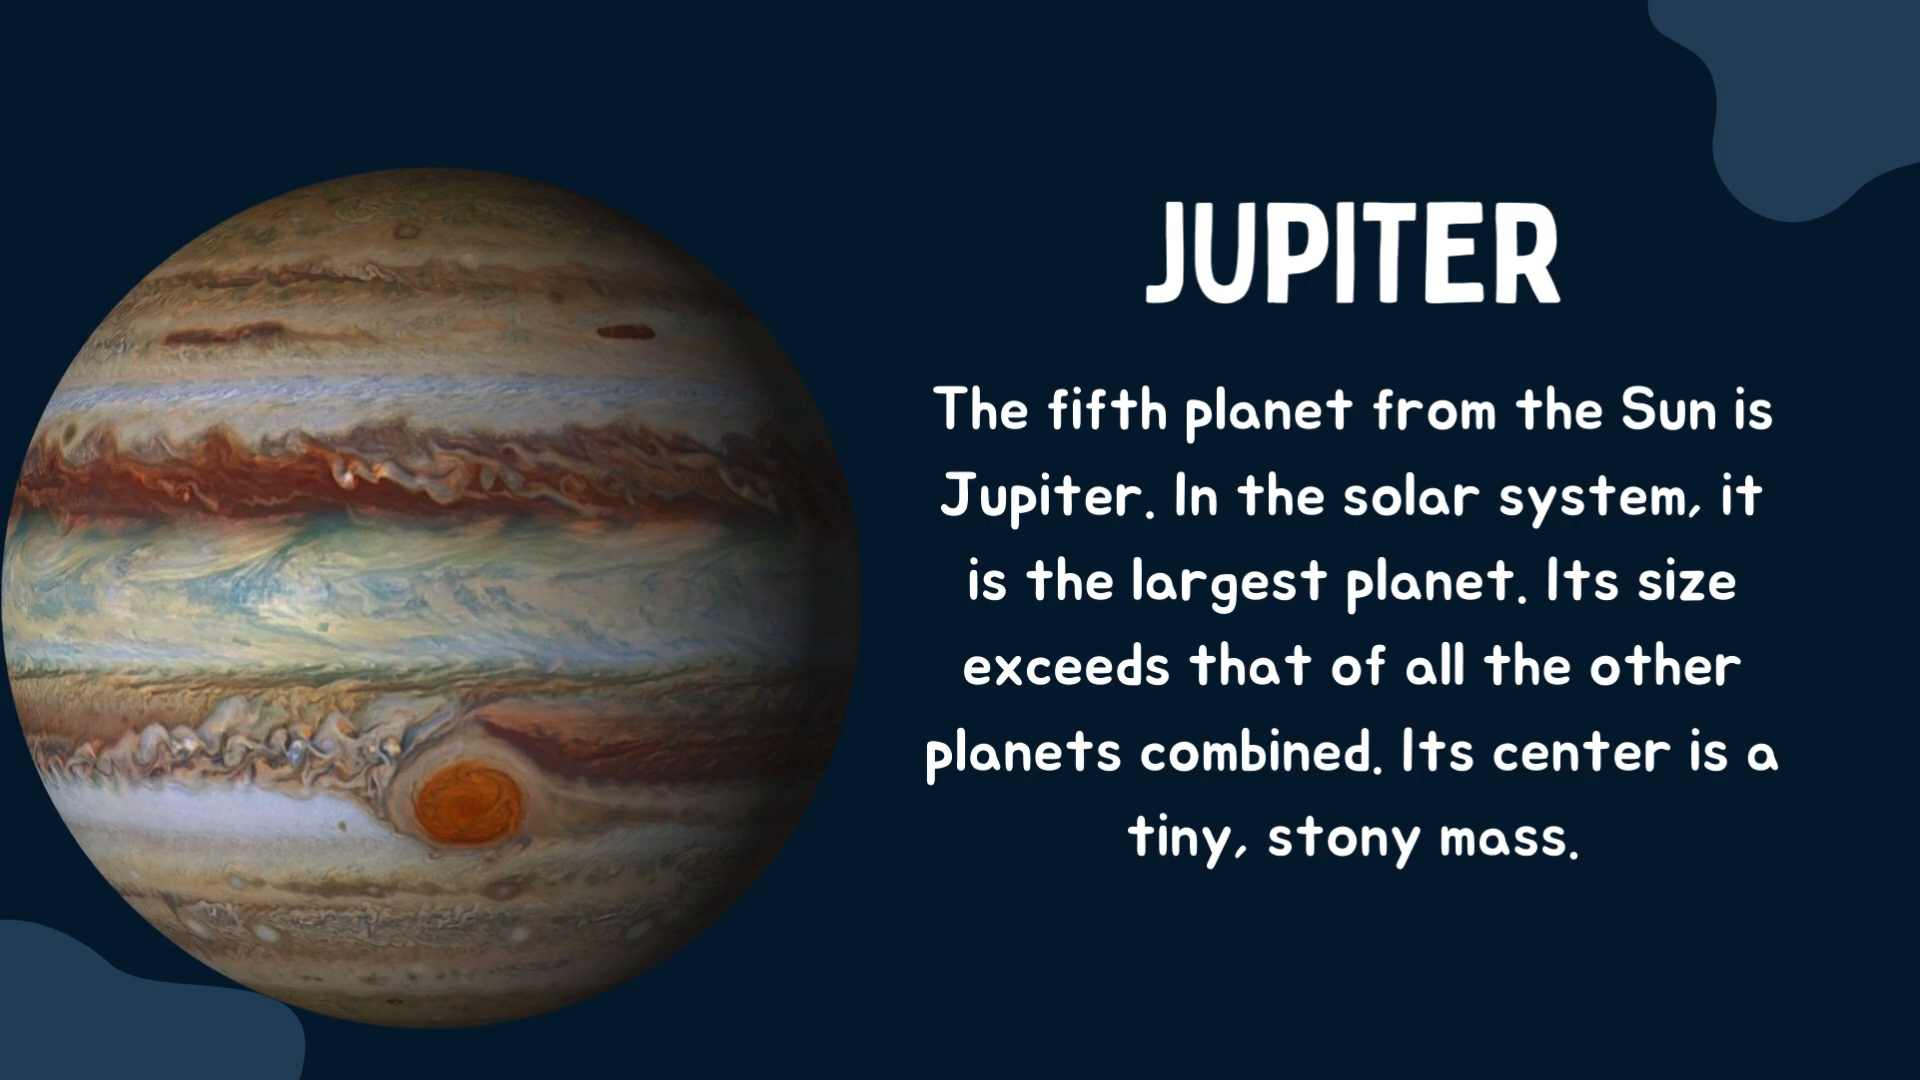 JUPITER
The fifth planet from the Sun is
Jupiter. In the solar system, it
is the largest planet. Its size
exceeds that of all the other
planets combined. Its center is a
tiny, stony mass.